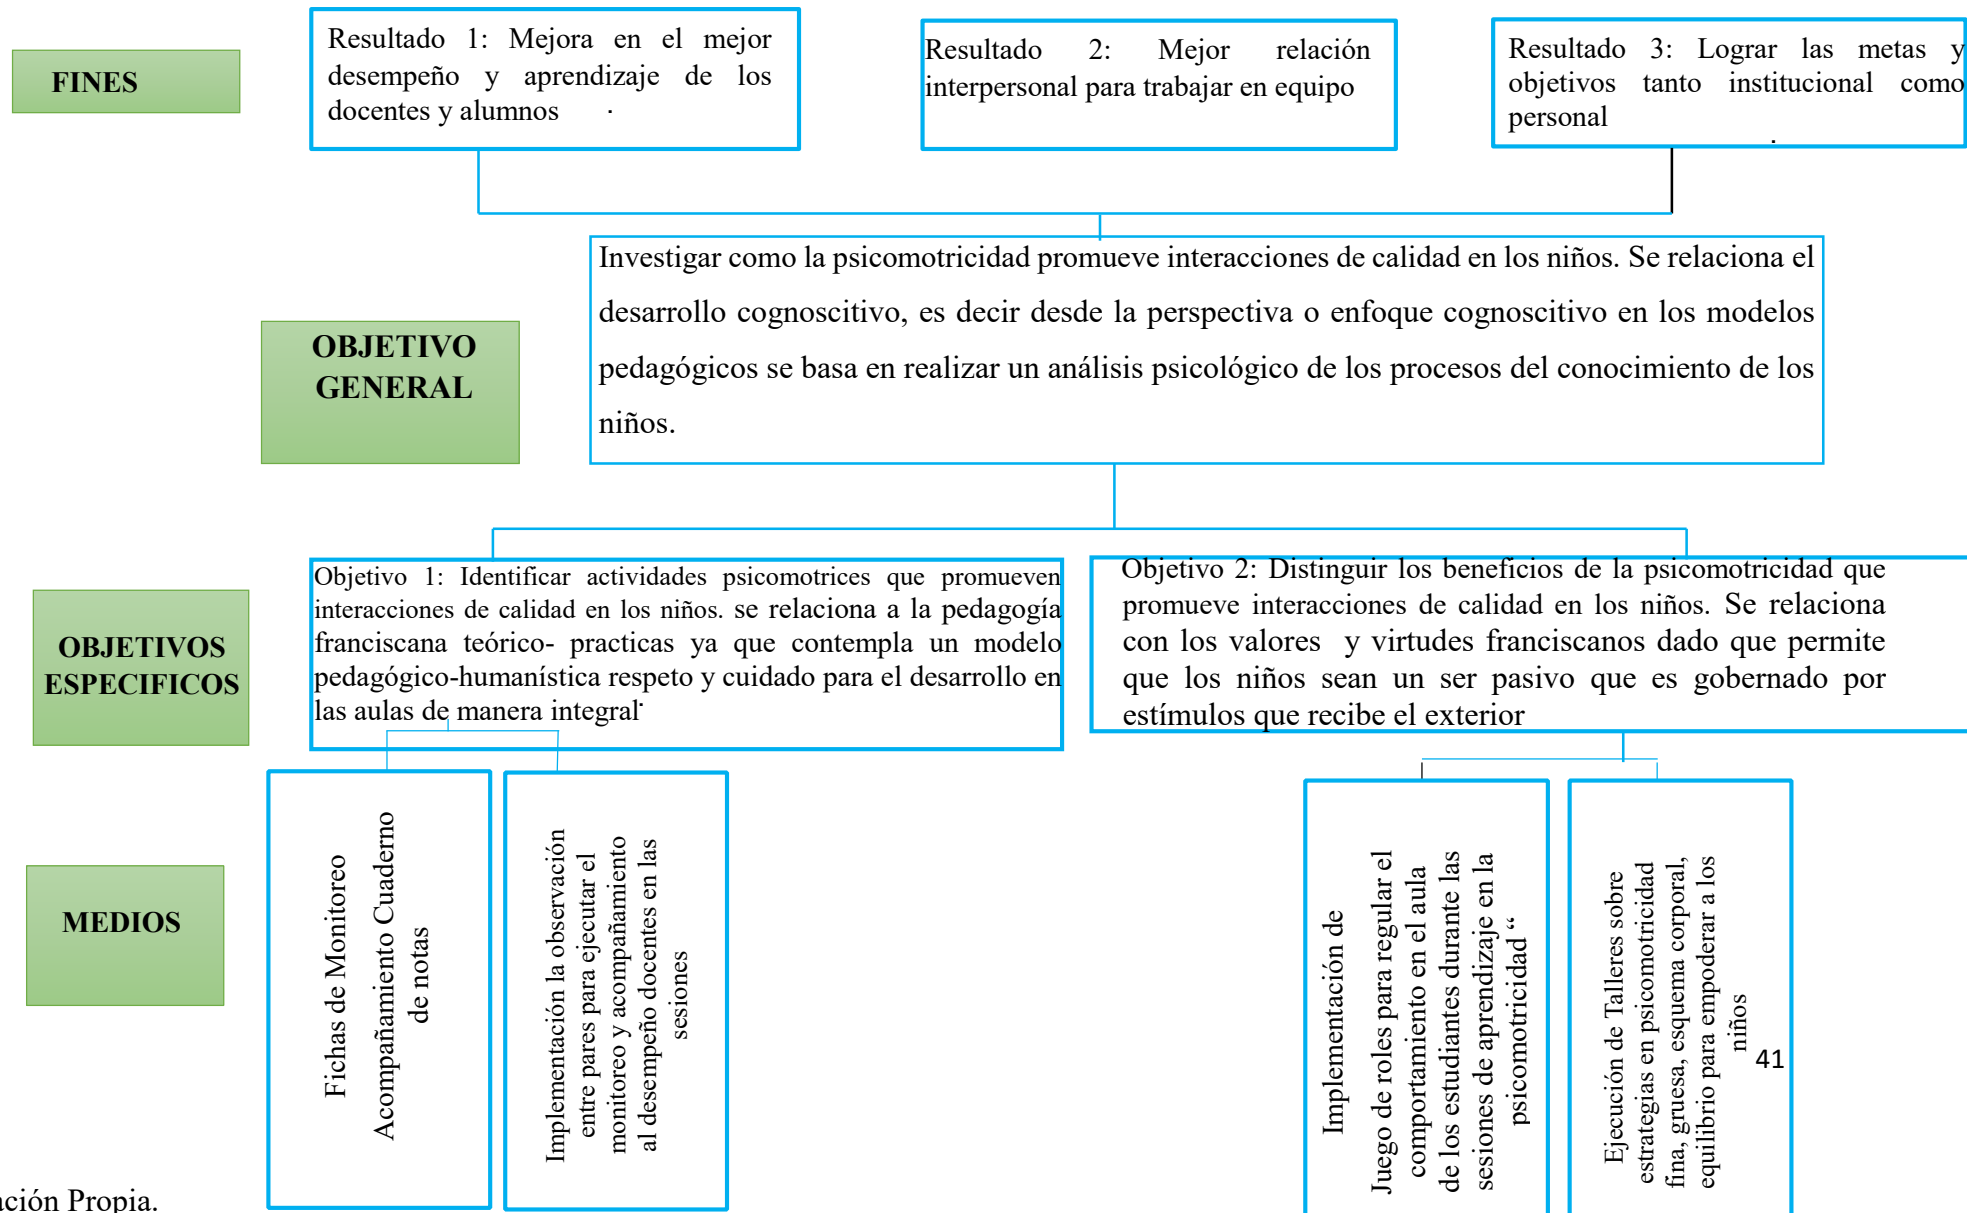 FINES
Resultado 1: Mejora en el mejor
desempeño y aprendizaje de los
docentes y alumnos .
Resultado 2: Mejor relación
interpersonal para trabajar en equipo
Resultado 3: Lograr las metas y
objetivos tanto institucional como
personal
.
OBJETIVO
GENERAL
Investigar como la psicomotricidad promueve interacciones de calidad en los niños. Se relaciona el
desarrollo cognoscitivo, es decir desde la perspectiva o enfoque cognoscitivo en los modelos
pedagógicos se basa en realizar un análisis psicológico de los procesos del conocimiento de los
niños.
OBJETIVOS
ESPECIFICOS
Objetivo 1: Identificar actividades psicomotrices que promueven
interacciones de calidad en los niños. se relaciona a la pedagogía
franciscana teórico- practicas ya que contempla un modelo
pedagógico-humanística respeto y cuidado para el desarrollo en
las aulas de manera integral.
Objetivo 2: Distinguir los beneficios de la psicomotricidad que
promueve interacciones de calidad en los niños. Se relaciona
con los valores y virtudes franciscanos dado que permite
que los niños sean un ser pasivo que es gobernado por
estímulos que recibe el exterior
MEDIOS
Fichas de Monitoreo
Acompañamiento Cuaderno
de notas
Implementación la observación
entre pares para ejecutar el
monitoreo y acompañamiento
al desempeño docentes en las
sesiones
Implementación de
Juego de roles para regular el
comportamiento en el aula
de los estudiantes durante las
sesiones de aprendizaje en la
psicomotricidad “
Ejecución de Talleres sobre
estrategias en psicomotricidad
fina, gruesa, esquema corporal,
equilibrio para empoderar a los
niños
41
ación Propia.